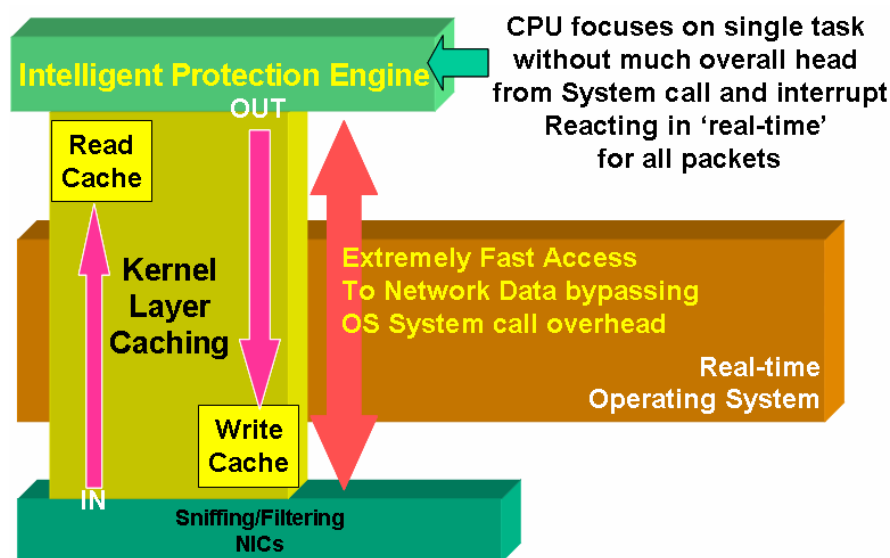 CPU focuses on single task
without much overall head
from System call and interrupt
Reacting in ‘real-time’
for all packets
Intelligent Protection Engine
OUT
Read
Cache
Kernel
Layer
Caching
Extremely Fast Access
To Network Data bypassing
OS System call overhead
Real-time
Operating System
Write
Cache
IN
Sniffing/Filtering
NICs